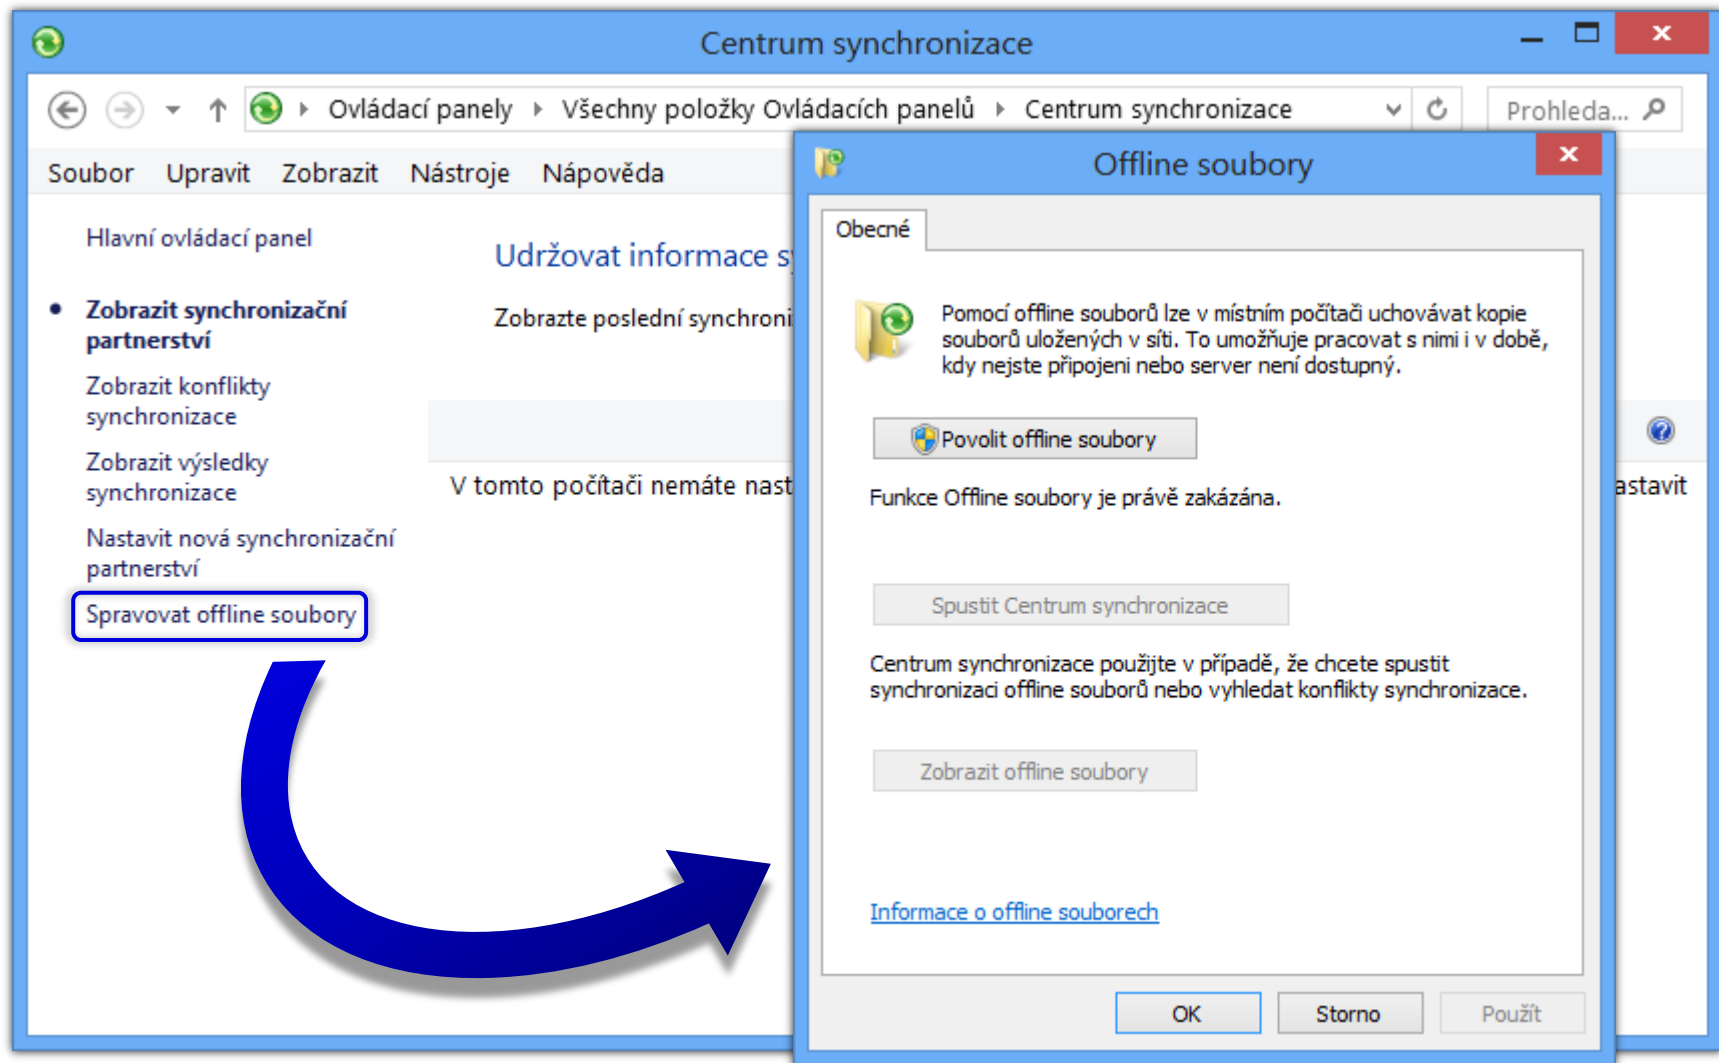 Centrum synchronizace
Ovládací panely Všechny položky Ovládacích panelů Centrum synchronizace
Prohleda...
Soubor Upravit Zobrazit Nástroje Nápověda
Hlavní ovládací panel
Zobrazit synchronizační
partnerství
Zobrazit konflikty
synchronizace
Zobrazit výsledky
synchronizace
Nastavit nová synchronizační
partnerství
Spravovat offline soubory
Udržovat informace s
Zobrazte poslední synchroni
V tomto počítači nemáte nast
astavit
Offline soubory
Obecné
Pomocí offline souborů lze v místním počítači uchovávat kopie
souborů uložených v síti. To umožňuje pracovat s nimi i v době,
kdy nejste připojeni nebo server není dostupný.
Povolit offline soubory
Funkce Offline soubory je právě zakázána.
Spustit Centrum synchronizace
Centrum synchronizace použijte v případě, že chcete spustit
synchronizaci offline souborů nebo vyhledat konflikty synchronizace.
Zobrazit offline soubory
Informace o offline souborech
OK Storno Použít